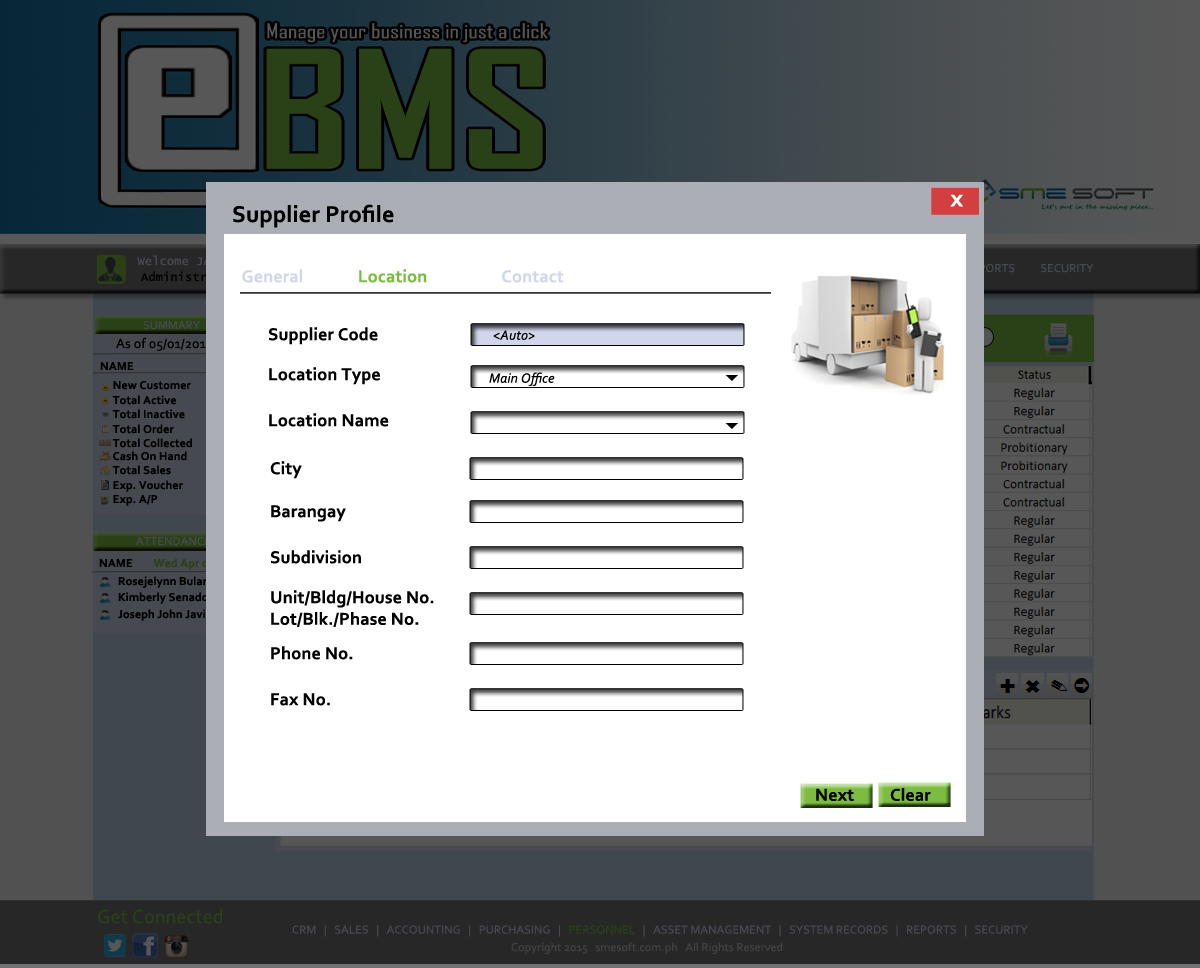 Manage your business in just a click
eBMS
SME SOFT
Let's put in the missing piece...
Welcome
Administr
PORTS
SECURITY
Supplier Profile
X
General
Location
Contact
Supplier Code
<Auto>
Location Type
Main Office
Location Name
City
Barangay
Subdivision
Unit/Bldg/House No.
Lot/Blk./Phase No.
Phone No.
Fax No.
Next
Clear
SUMMARY
As of 05/01/201
NAME
New Customer
Total Active
Total Inactive
Total Order
Total Collected
Cash On Hand
Total Sales
Exp. Voucher
Exp. A/P
ATTENDANC
NAME Wed Apr
Rosejelynn Bular
Kimberly Senado
Joseph John Javi
Status
Regular
Regular
Contractual
Probitionary
Probitionary
Contractual
Contractual
Regular
Regular
Regular
Regular
Regular
Regular
Regular
Regular
arks
Get Connected
CRM | SALES | ACCOUNTING | PURCHASING | PERSONNEL | ASSET MANAGEMENT | SYSTEM RECORDS | REPORTS | SECURITY
Copyright 2015 smesoft.com.ph All Rights Reserved